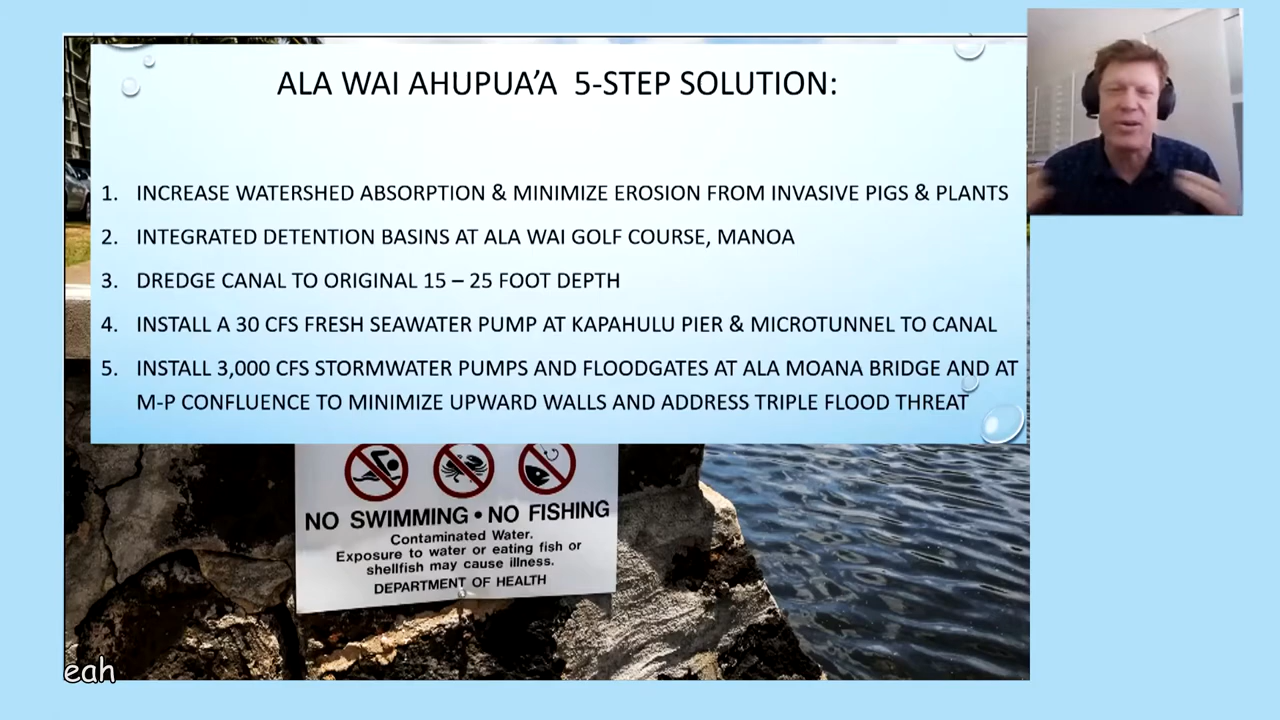 ALA WAI AHUPUA’A 5-STEP SOLUTION:
1. INCREASE WATERSHED ABSORPTION & MINIMIZE EROSION FROM INVASIVE PIGS & PLANTS
2. INTEGRATED DETENTION BASINS AT ALA WAI GOLF COURSE, MANOA
3. DREDGE CANAL TO ORIGINAL 15 – 25 FOOT DEPTH
4. INSTALL A 30 CFS FRESH SEAWATER PUMP AT KAPAHULU PIER & MICROTUNNEL TO CANAL
5. INSTALL 3,000 CFS STORMWATER PUMPS AND FLOODGATES AT ALA MOANA BRIDGE AND AT
M-P CONFLUENCE TO MINIMIZE UPWARD WALLS AND ADDRESS TRIPLE FLOOD THREAT
NO SWIMMING • NO FISHING
Contaminated Water.
Exposure to water or eating fish or
shellfish may cause illness.
DEPARTMENT OF HEALTH
eah